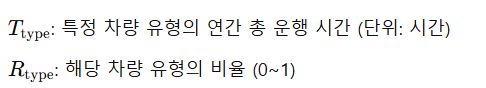 T_type: 특정 차량 유형의 연간 총 운행 시간 (단위: 시간)
R_type: 해당 차량 유형의 비율 (0~1)